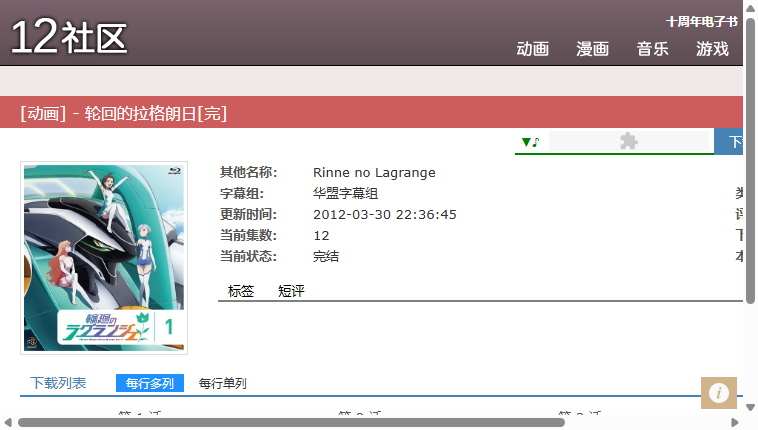 12社区
十周年电子书
动画 漫画 音乐 游戏
[动画] - 轮回的拉格朗日[完]
▼♪
其他名称: Rinne no Lagrange
字幕组: 华盟字幕组
更新时间: 2012-03-30 22:36:45
当前集数: 12
当前状态: 完结
标签 短评
輪廻の
ラグランジェ
1
下载列表 每行多列 每行单列